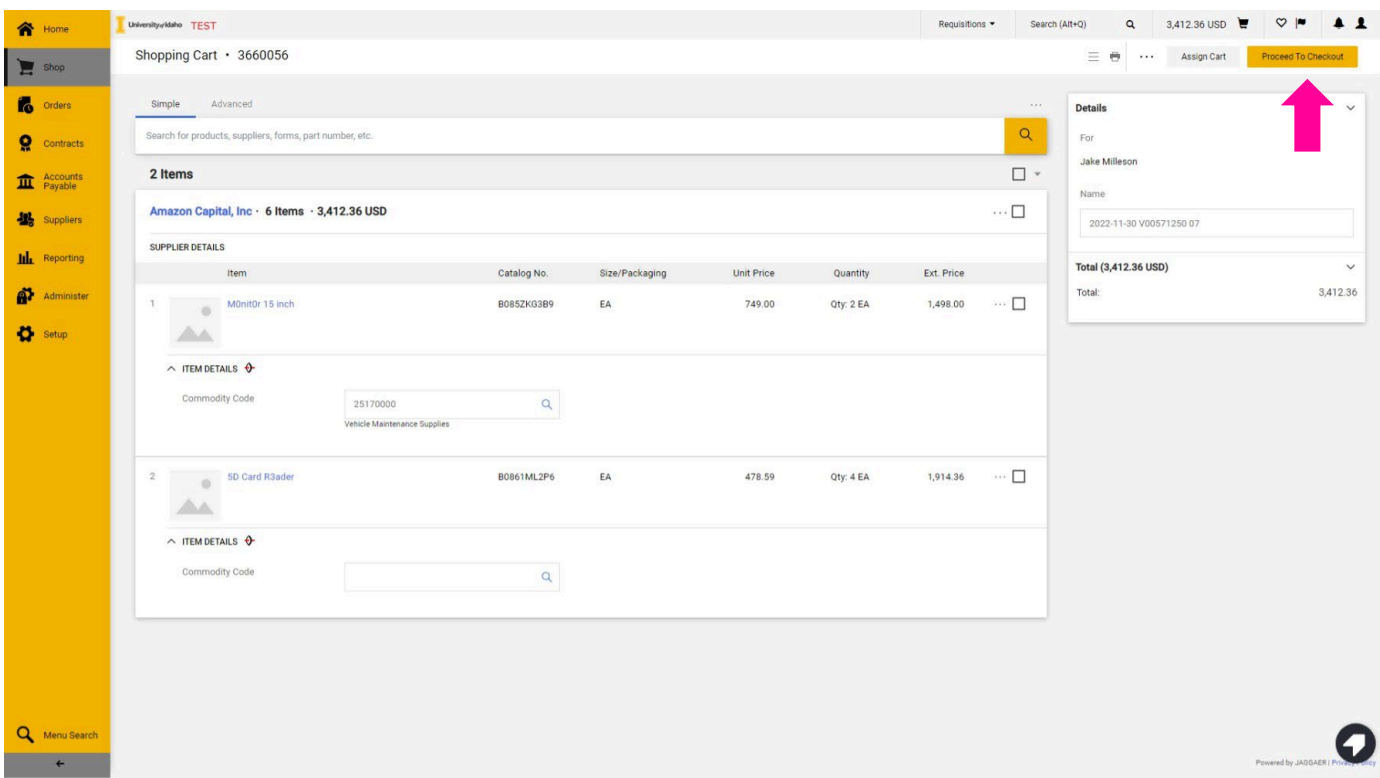 Home
University of Idaho TEST
Requisitions
Search (Alt+Q)
3,412.36 USD
Shop
Shopping Cart • 3660056
Assign Cart
Proceed To Checkout
Orders
Contracts
Accounts
Payable
Suppliers
Reporting
Administer
Setup
Simple
Advanced
Search for products, suppliers, forms, part number, etc.
2 Items
Amazon Capital, Inc · 6 Items · 3,412.36 USD
SUPPLIER DETAILS
Item Catalog No. Size/Packaging Unit Price Quantity Ext. Price
1 M0nit0r 15 inch B085ZKG3B9 EA 749.00 Qty: 2 EA 1,498.00 ...
ITEM DETAILS
Commodity Code
25170000
Vehicle Maintenance Supplies
2 5D Card R3ader B0861ML2P6 EA 478.59 Qty: 4 EA 1,914.36 ...
ITEM DETAILS
Commodity Code
Details
For
Jake Milleson
Name
2022-11-30 V00571250 07
Total (3,412.36 USD)
Total: 3,412.36
Menu Search
Powered by JAGGAER | Privacy Policy